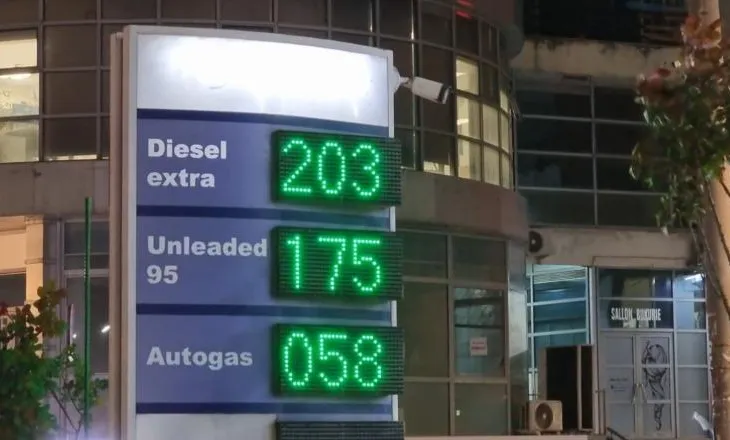 Diesel
extra
203
Unleaded
95
175
Autogas
058
SALLON BUKURIE